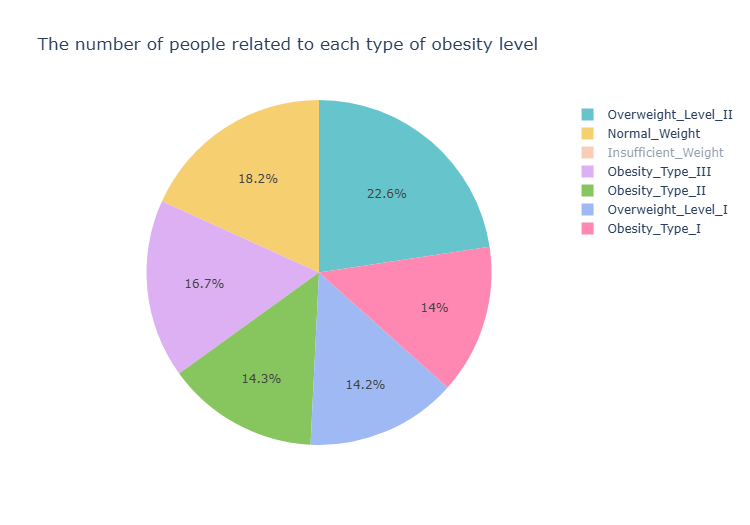 The number of people related to each type of obesity level
Overweight_Level_II
Normal_Weight
Insufficient_Weight
Obesity_Type_III
Obesity_Type_II
Overweight_Level_I
Obesity_Type_I
18.2%
22.6%
16.7%
14%
14.3%
14.2%